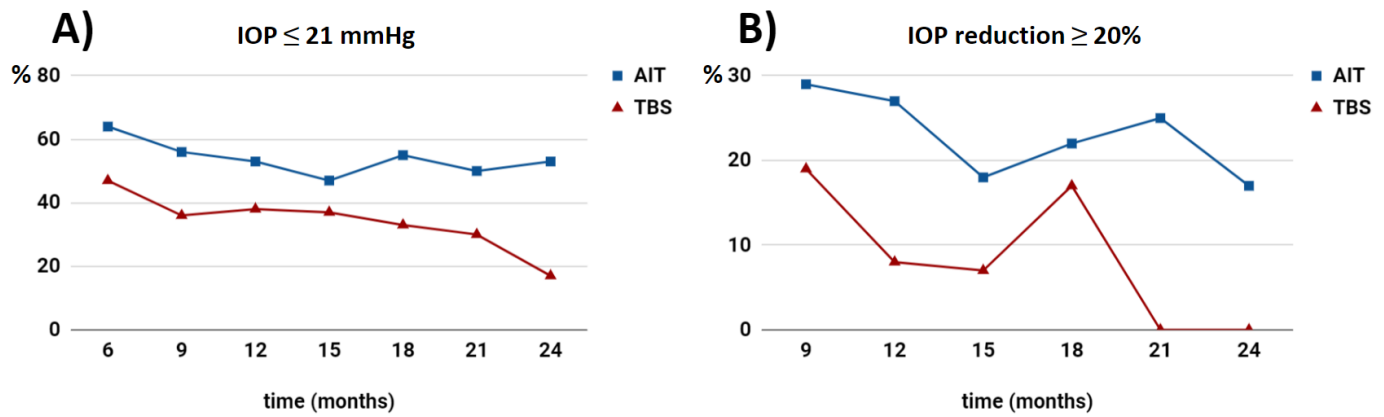 A)
IOP ≤ 21 mmHg
% 80
60
40
20
0
6 9 12 15 18 21 24
time (months)
AIT
TBS
B)
IOP reduction ≥ 20%
% 30
20
10
0
9 12 15 18 21 24
time (months)
AIT
TBS